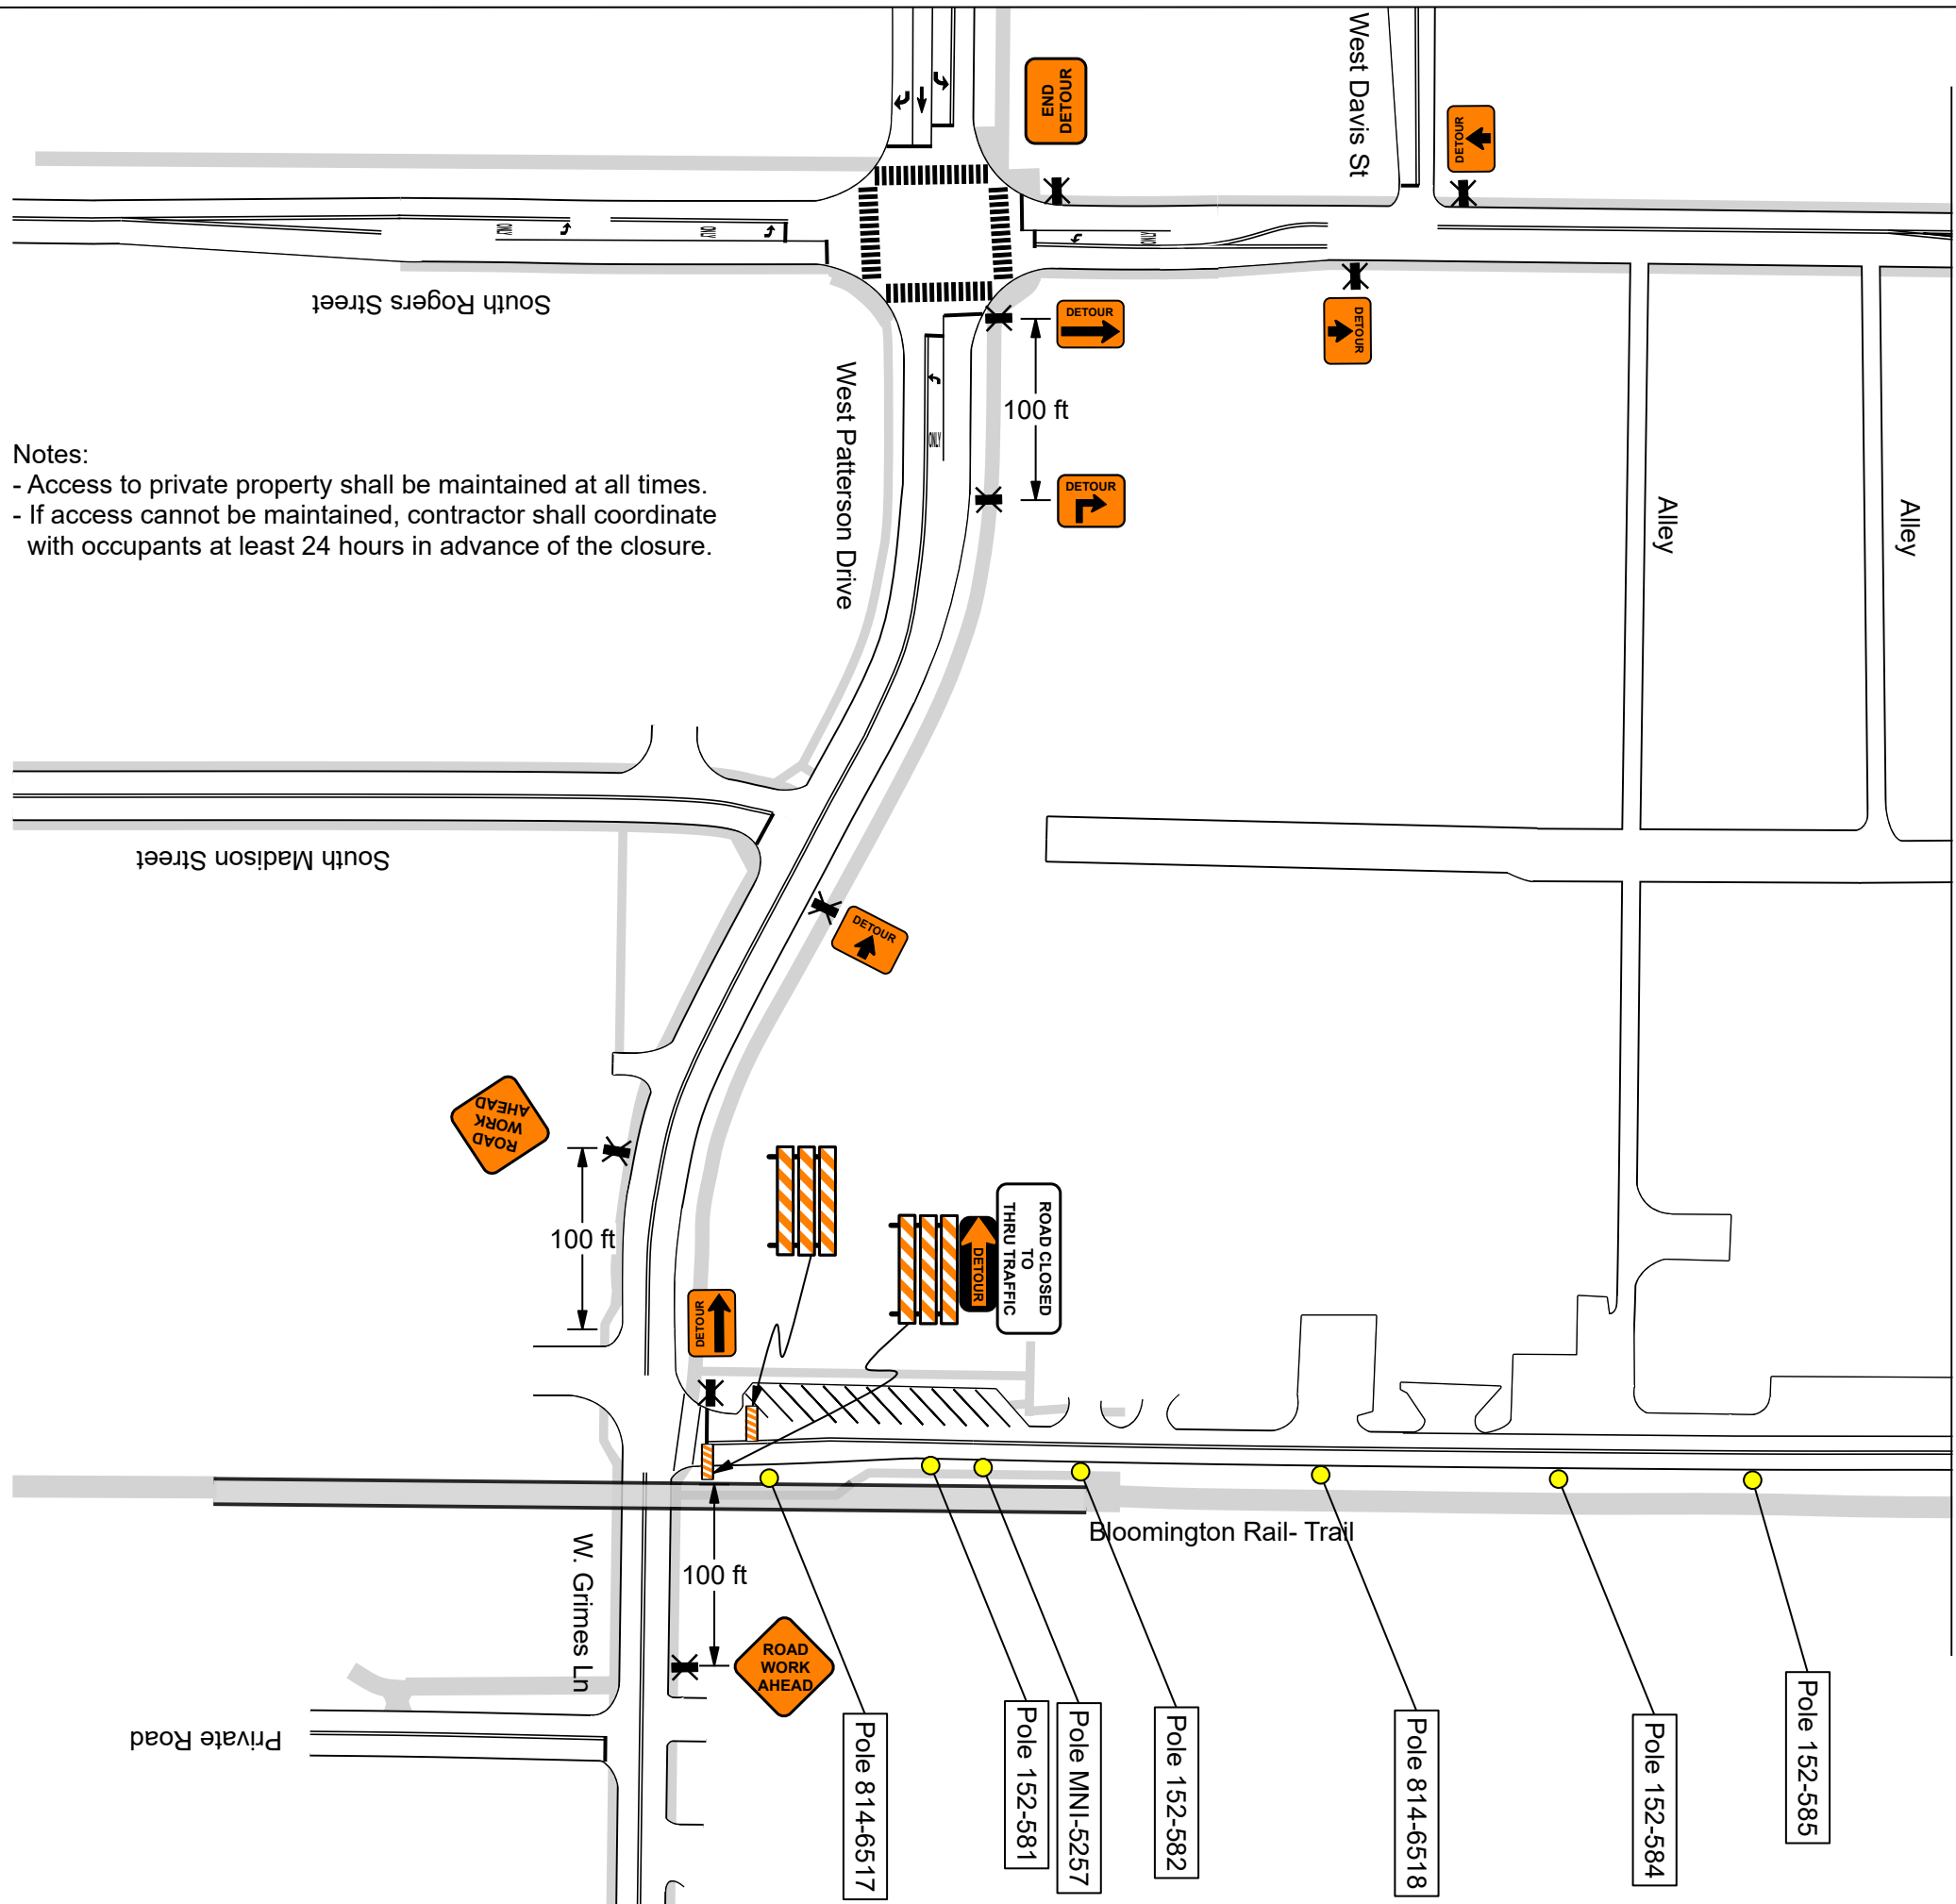 END
DETOUR
West Davis St
DETOUR
ONLY
ONLY
ONLY
South Rogers Street
DETOUR
DETOUR
West Patterson Drive
100 ft
ONLY
DETOUR
Notes:
- Access to private property shall be maintained at all times.
- If access cannot be maintained, contractor shall coordinate
with occupants at least 24 hours in advance of the closure.
Alley
Alley
South Madison Street
DETOUR
ROAD
WORK
AHEAD
100 ft
ROAD CLOSED
TO
THRU TRAFFIC
DETOUR
DETOUR
Bloomington Rail- Trail
W. Grimes Ln
100 ft
ROAD
WORK
AHEAD
Private Road
Pole 814-6517
Pole 152-581
Pole MNI-5257
Pole 152-582
Pole 814-6518
Pole 152-584
Pole 152-585